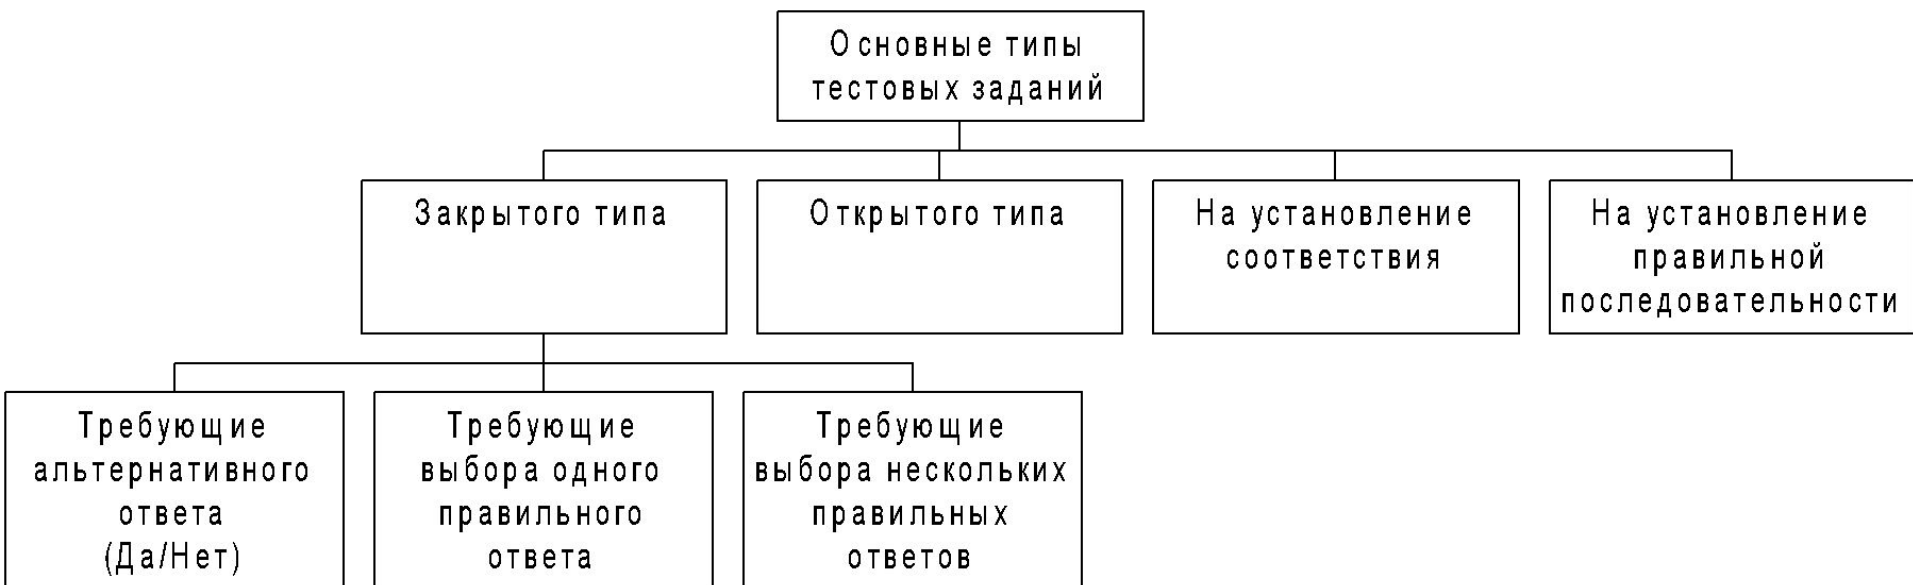 Основные типы
тестовых заданий
Закрытого типа
Открытого типа
На установление
соответствия
На установление
правильной
последовательности
Требующие
альтернативного
ответа
(Да/Нет)
Требующие
выбора одного
правильного
ответа
Требующие
выбора нескольких
правильных
ответов